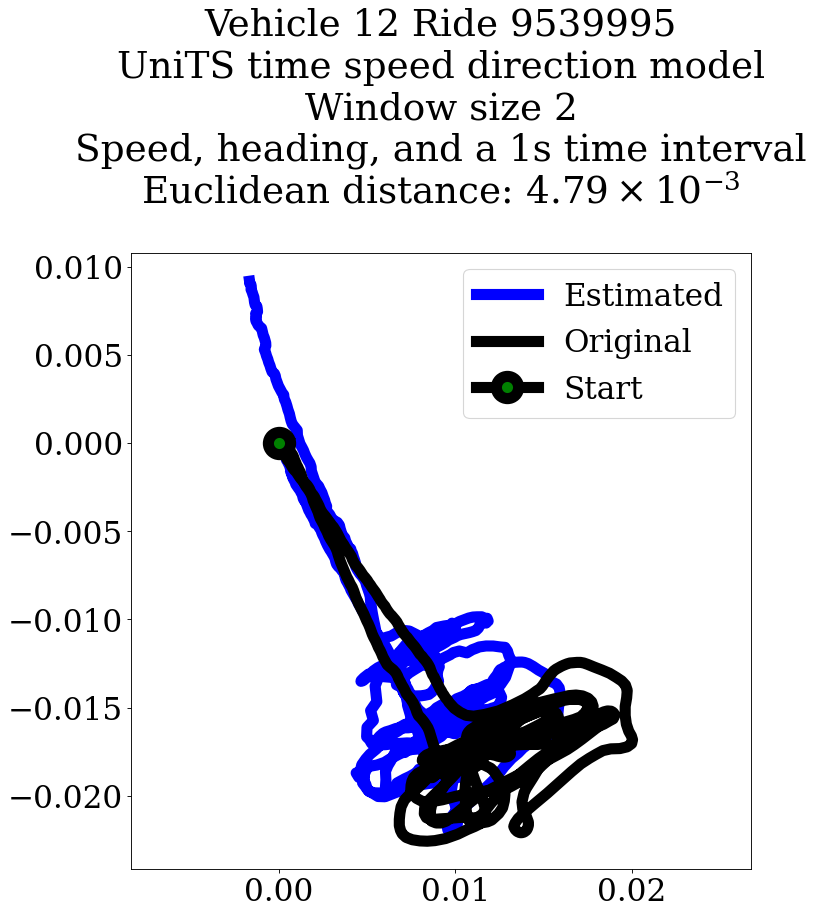 Vehicle 12 Ride 9539995
UniTS time speed direction model
Window size 2
Speed, heading, and a 1s time interval
Euclidean distance: 4.79 × 10⁻³
0.010
0.005
0.000
−0.005
−0.010
−0.015
−0.020
Estimated
Original
Start
0.00 0.01 0.02